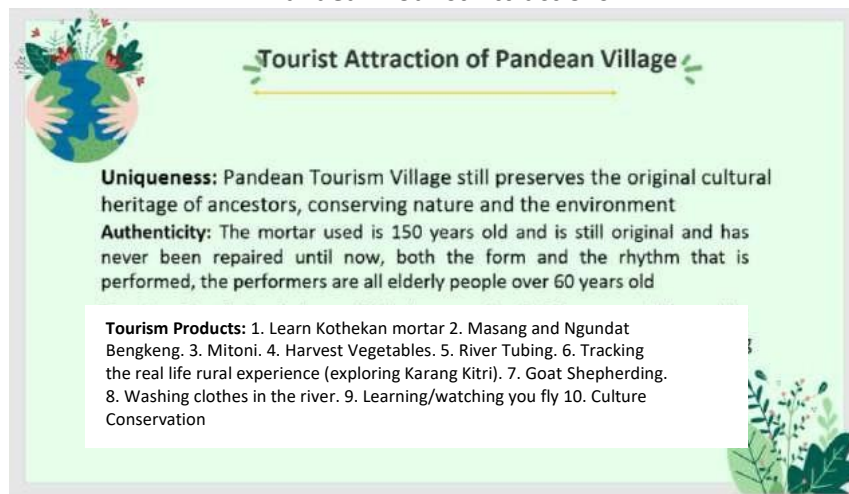 Tourist Attraction of Pandean Village
Uniqueness: Pandean Tourism Village still preserves the original cultural
heritage of ancestors, conserving nature and the environment
Authenticity: The mortar used is 150 years old and is still original and has
never been repaired until now, both the form and the rhythm that is
performed, the performers are all elderly people over 60 years old
Tourism Products: 1. Learn Kothekan mortar 2. Masang and Ngundat
Bengkeng. 3. Mitoni. 4. Harvest Vegetables. 5. River Tubing. 6. Tracking
the real life rural experience (exploring Karang Kitri). 7. Goat Shepherding.
8. Washing clothes in the river. 9. Learning/watching you fly 10. Culture
Conservation